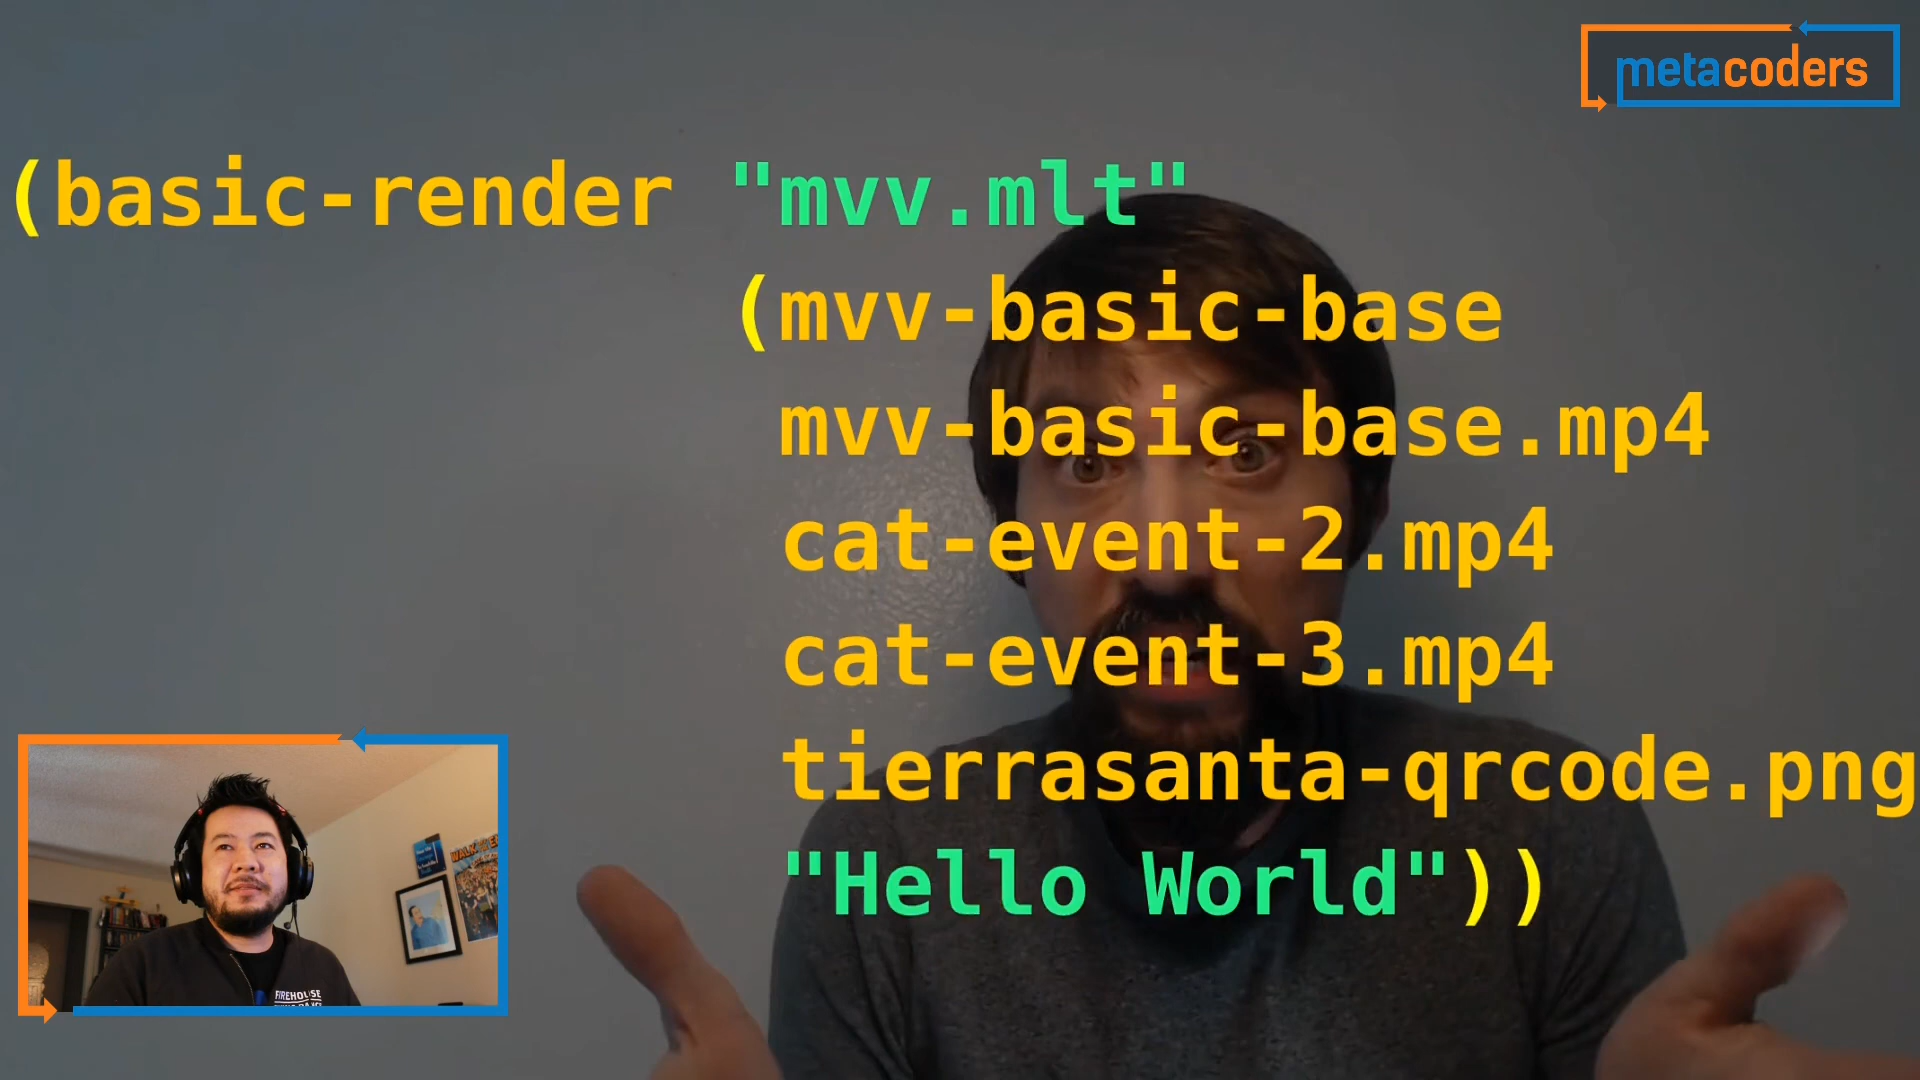 metacoders
(basic-render "mvv.mlt"
(mvv-basic-base
mvv-basic-base.mp4
cat-event-2.mp4
cat-event-3.mp4
tierrasanta-qrcode.png
"Hello World"))
FIREHOUSE